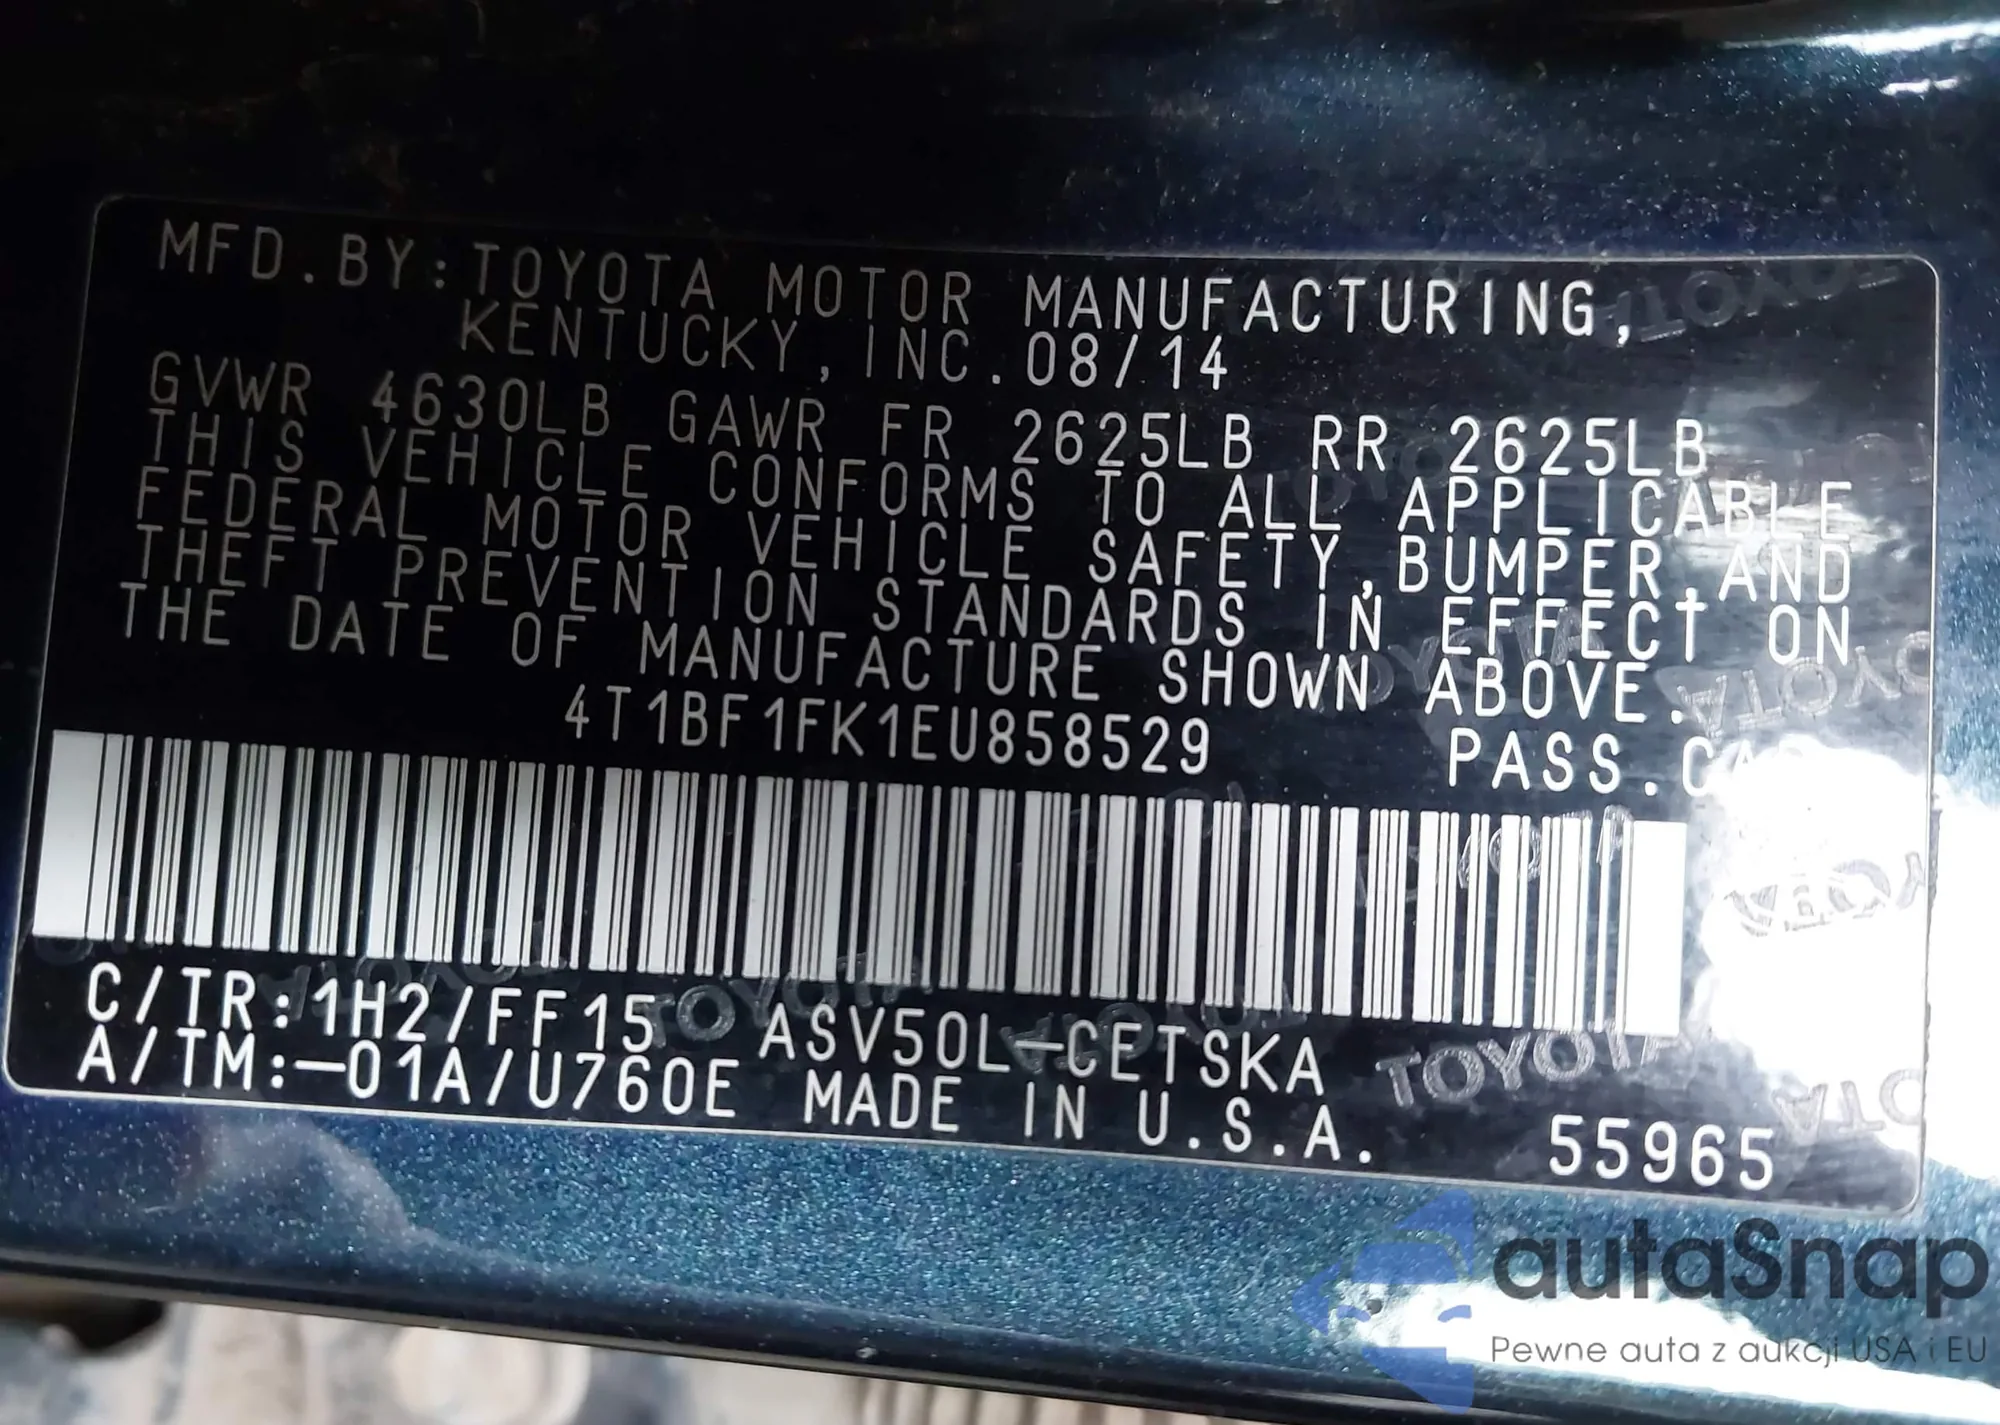 MFD.BY:TOYOTA MOTOR MANUFACTURING,
KENTUCKY,INC.08/14
GVWR 4630LB GAWR FR 2625LB RR 2625LB
THIS VEHICLE CONFORMS TO ALL APPLICABLE
FEDERAL MOTOR VEHICLE SAFETY,BUMPER,AND
THEFT PREVENTION STANDARDS IN EFFECT ON
THE DATE OF MANUFACTURE SHOWN ABOVE.
4T1BF1FK1EU858529 PASS.
C/TR:1H2/FF15 ASV50L-CETSKA
A/TM:-01A/U760E MADE IN U.S.A. 55965
autaSnap
Pewne auta z aukcji USA i EU